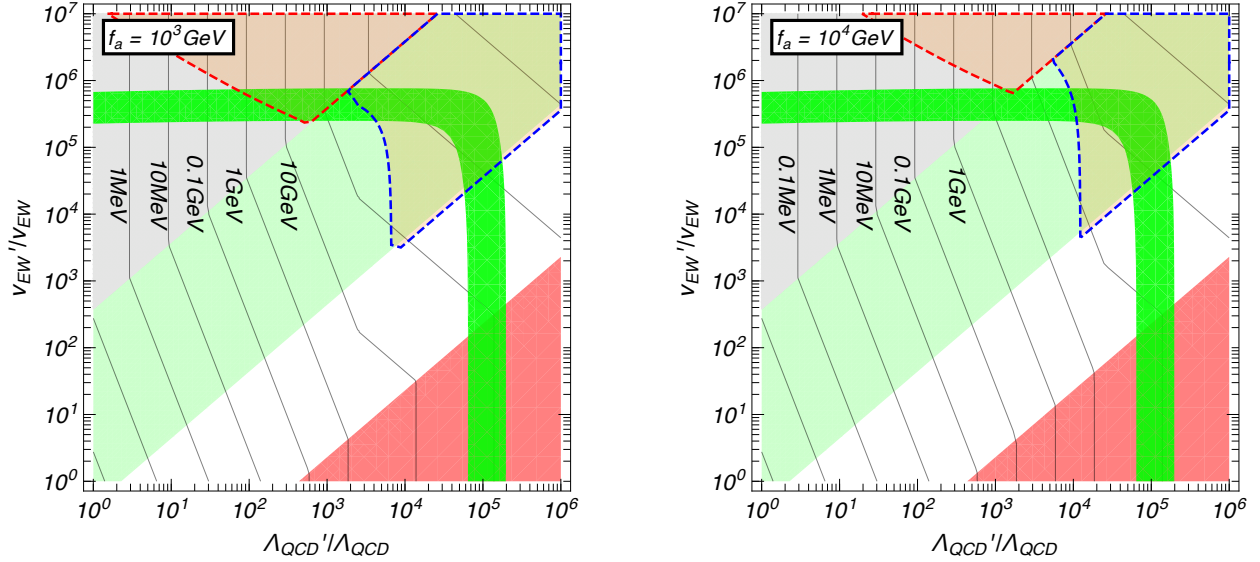 f_a = 10^3 GeV
10^7
10^6
10^5
10^4
10^3
10^2
10^1
10^0
v_EW'/v_EW
1MeV
10MeV
0.1GeV
1GeV
10GeV
10^0 10^1 10^2 10^3 10^4 10^5 10^6
Λ_QCD'/Λ_QCD
f_a = 10^4 GeV
10^7
10^6
10^5
10^4
10^3
10^2
10^1
10^0
v_EW'/v_EW
0.1MeV
1MeV
10MeV
0.1GeV
1GeV
10^0 10^1 10^2 10^3 10^4 10^5 10^6
Λ_QCD'/Λ_QCD